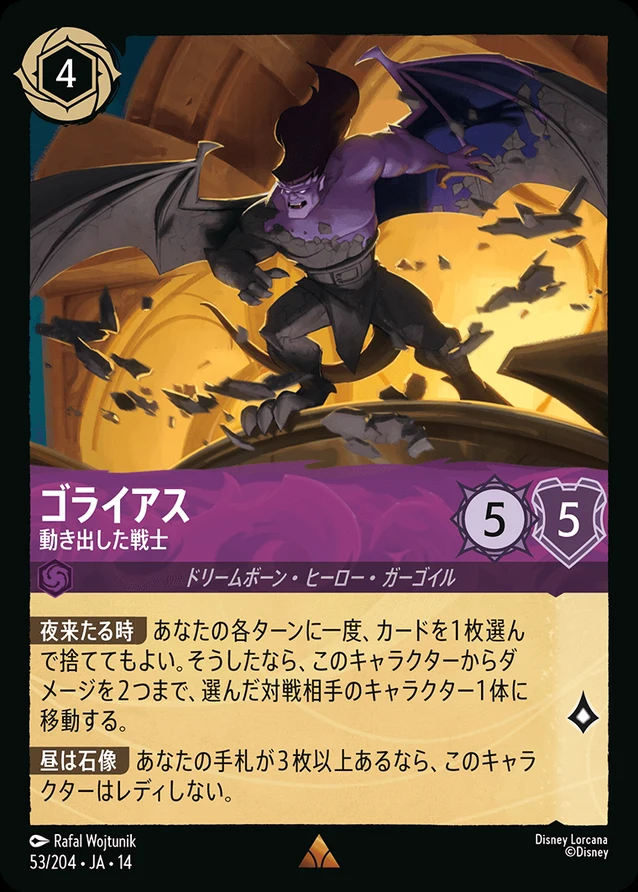 4
ゴライアス
動き出した戦士
5
5
ドリームボーン・ヒーロー・ガーゴイル
夜来たる時 あなたの各ターンに一度、カードを1枚選ん
で捨ててもよい。そうしたなら、このキャラクターからダ
メージを2つまで、選んだ対戦相手のキャラクター1体に
移動する。
昼は石像 あなたの手札が3枚以上あるなら、このキャラ
クターはレディしない。
Rafal Wojtunik
53/204・JA・14
Disney Lorcana
©Disney